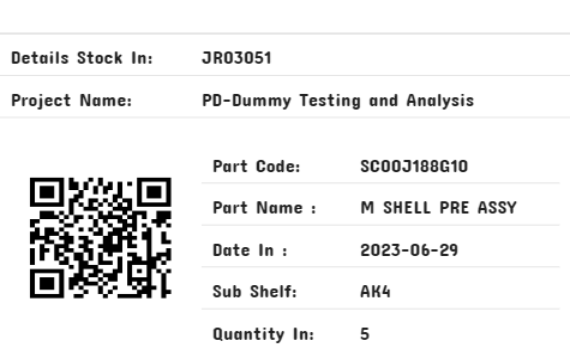 Details Stock In: JR03051
Project Name: PD-Dummy Testing and Analysis
Part Code: SC00J188G10
Part Name : M SHELL PRE ASSY
Date In : 2023-06-29
Sub Shelf: AK4
Quantity In: 5